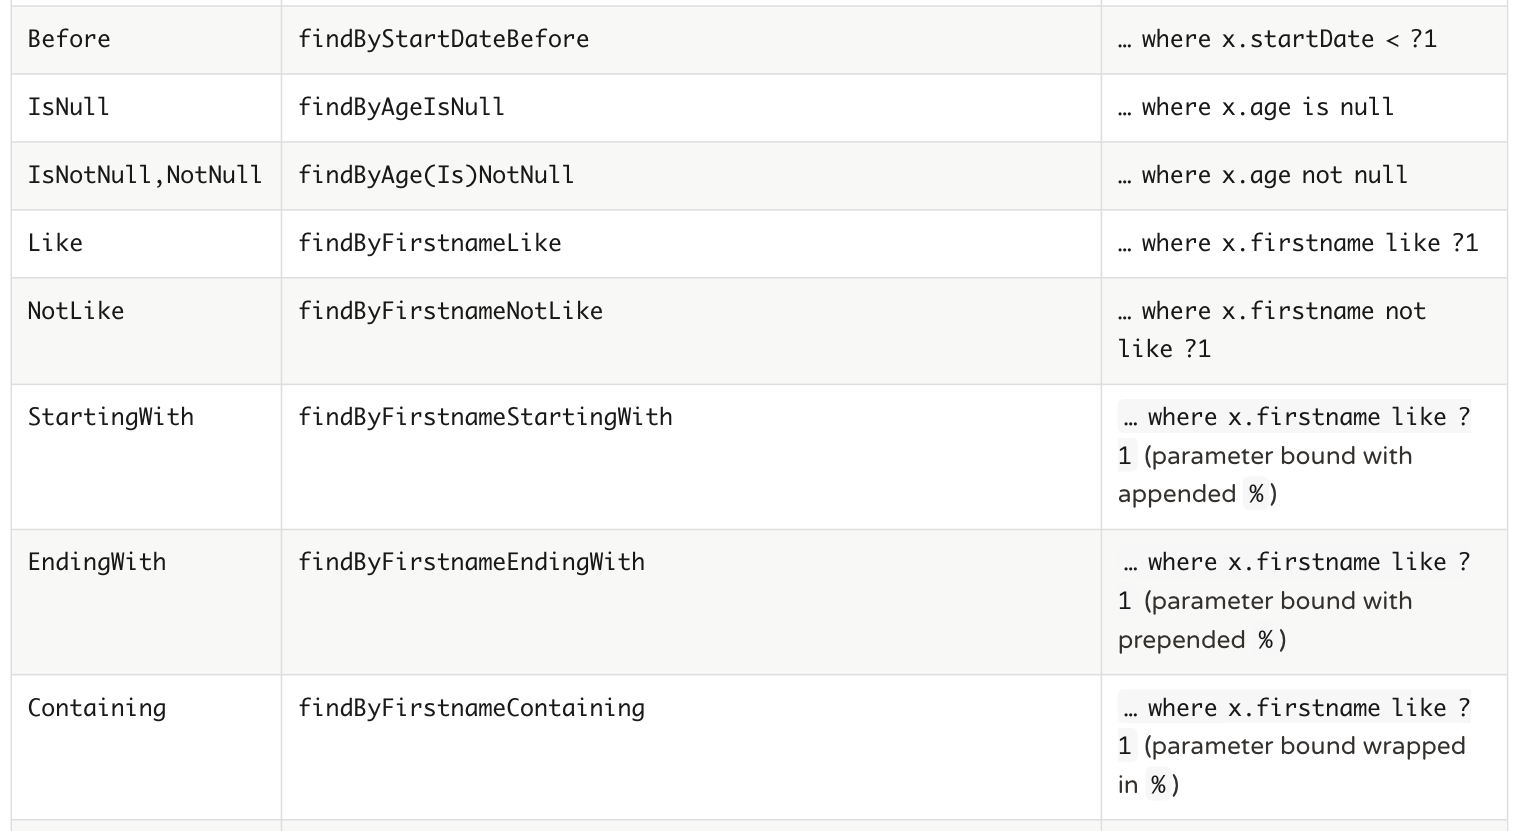 Before findByStartDateBefore … where x.startDate < ?1
IsNull findByAgeIsNull … where x.age is null
IsNotNull,NotNull findByAge(Is)NotNull … where x.age not null
Like findByFirstnameLike … where x.firstname like ?1
NotLike findByFirstnameNotLike … where x.firstname not
like ?1
StartingWith findByFirstnameStartingWith … where x.firstname like ?
1 (parameter bound with
appended %)
EndingWith findByFirstnameEndingWith … where x.firstname like ?
1 (parameter bound with
prepended %)
Containing findByFirstnameContaining … where x.firstname like ?
1 (parameter bound wrapped
in %)